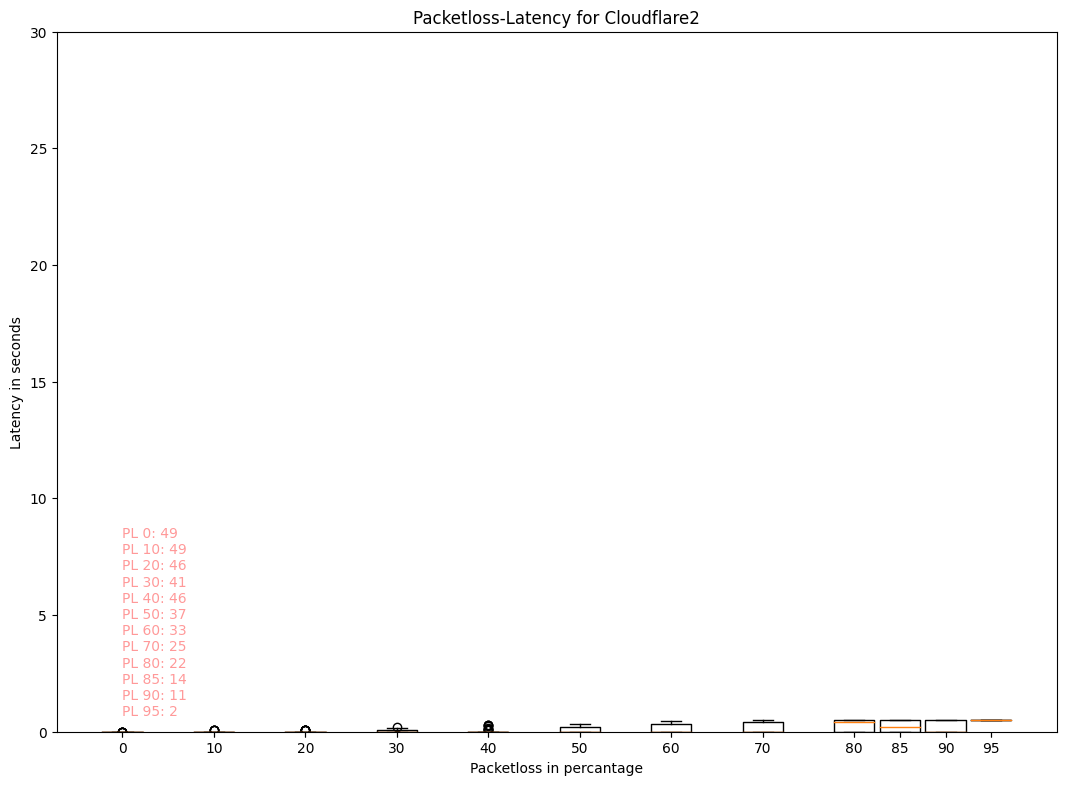 Packetloss-Latency for Cloudflare2
30
25
20
15
10
5
0
Latency in seconds
PL 0: 49
PL 10: 49
PL 20: 46
PL 30: 41
PL 40: 46
PL 50: 37
PL 60: 33
PL 70: 25
PL 80: 22
PL 85: 14
PL 90: 11
PL 95: 2
0 10 20 30 40 50 60 70 80 85 90 95
Packetloss in percantage